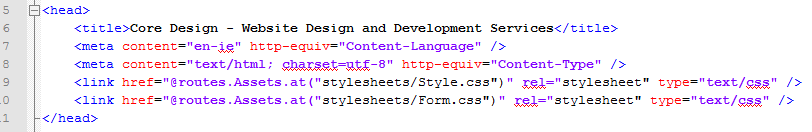 5 <head>
6 <title>Core Design - Website Design and Development Services</title>
7 <meta content="en-ie" http-equiv="Content-Language" />
8 <meta content="text/html; charset=utf-8" http-equiv="Content-Type" />
9 <link href="@routes.Assets.at("stylesheets/Style.css")" rel="stylesheet" type="text/css" />
10 <link href="@routes.Assets.at("stylesheets/Form.css")" rel="stylesheet" type="text/css" />
11 </head>